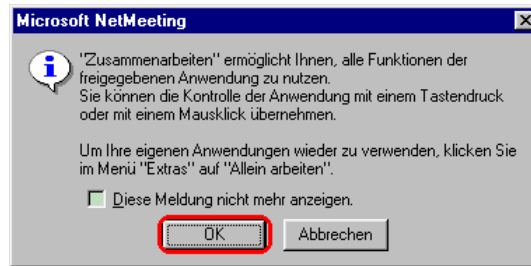 Microsoft NetMeeting
"Zusammenarbeiten" ermöglicht Ihnen, alle Funktionen der
freigegebenen Anwendung zu nutzen.
Sie können die Kontrolle der Anwendung mit einem Tastendruck
oder mit einem Mausklick übernehmen.
Um Ihre eigenen Anwendungen wieder zu verwenden, klicken Sie
im Menü "Extras" auf "Allein arbeiten".
Diese Meldung nicht mehr anzeigen.
OK Abbrechen